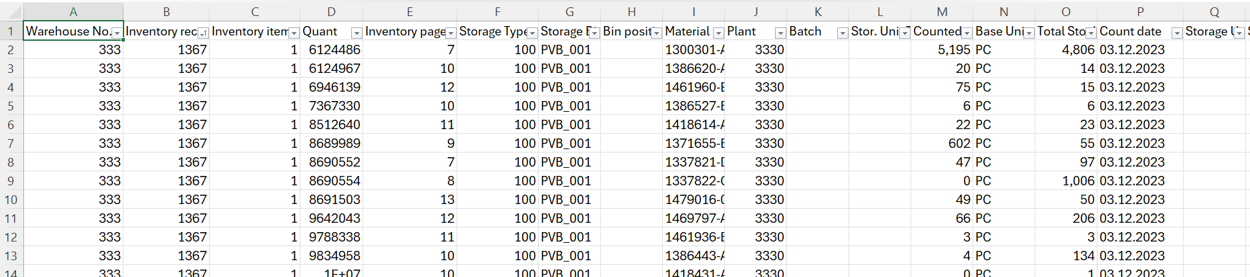 A B C D E F G H I J K L M N O P Q
1 Warehouse No. Inventory rec Inventory item Quant Inventory page Storage Type Storage Bin posit Material Plant Batch Stor. Uni Counted Base Uni Total Sto Count date Storage
2 333 1367 1 6124486 7 100 PVB_001 1300301-A 3330 5,195 PC 4,806 03.12.2023
3 333 1367 1 6124967 10 100 PVB_001 1386620-A 3330 20 PC 14 03.12.2023
4 333 1367 1 6946139 12 100 PVB_001 1461960-E 3330 75 PC 15 03.12.2023
5 333 1367 1 7367330 10 100 PVB_001 1386527-E 3330 6 PC 6 03.12.2023
6 333 1367 1 8512640 11 100 PVB_001 1418614-A 3330 22 PC 23 03.12.2023
7 333 1367 1 8689989 9 100 PVB_001 1371655-E 3330 602 PC 55 03.12.2023
8 333 1367 1 8690552 7 100 PVB_001 1337821-D 3330 47 PC 97 03.12.2023
9 333 1367 1 8690554 8 100 PVB_001 1337822-C 3330 0 PC 1,006 03.12.2023
10 333 1367 1 8691503 13 100 PVB_001 1479016-0 3330 49 PC 50 03.12.2023
11 333 1367 1 9642043 12 100 PVB_001 1469797-A 3330 66 PC 206 03.12.2023
12 333 1367 1 9788338 11 100 PVB_001 1461936-E 3330 3 PC 3 03.12.2023
13 333 1367 1 9834958 10 100 PVB_001 1386443-A 3330 4 PC 134 03.12.2023
14 333 1367 1 1E+07 10 100 PVB_001 1418431-A 3330 0 PC 1 03.12.2023